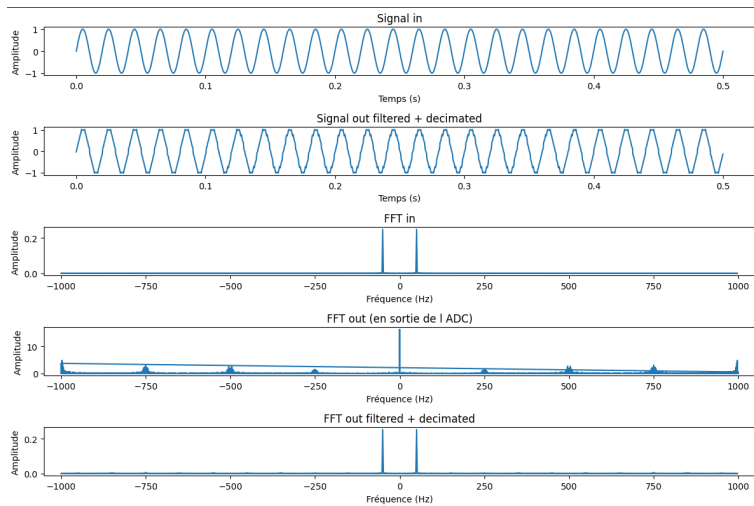 Signal in
Amplitude
1
0
−1
0.0 0.1 0.2 0.3 0.4 0.5
Temps (s)
Signal out filtered + decimated
Amplitude
1
0
−1
0.0 0.1 0.2 0.3 0.4 0.5
Temps (s)
FFT in
Amplitude
0.2
0.0
−1000 −750 −500 −250 0 250 500 750 1000
Fréquence (Hz)
FFT out (en sortie de l ADC)
Amplitude
10
0
−1000 −750 −500 −250 0 250 500 750 1000
Fréquence (Hz)
FFT out filtered + decimated
Amplitude
0.2
0.0
−1000 −750 −500 −250 0 250 500 750 1000
Fréquence (Hz)